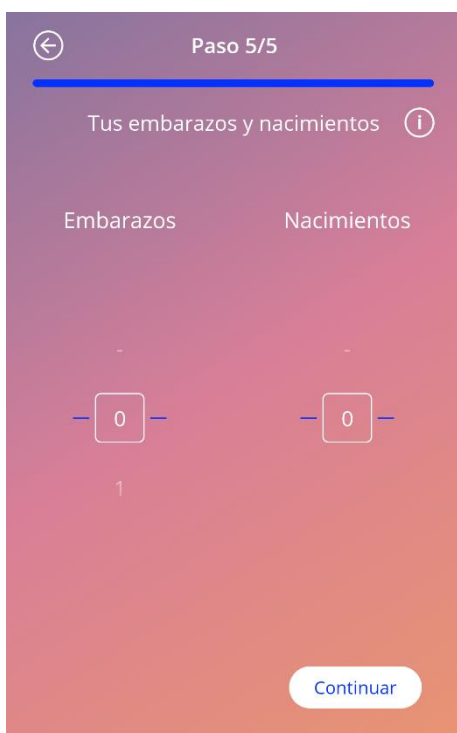 Paso 5/5
Tus embarazos y nacimientos i
Embarazos Nacimientos
- -
0 0
1
Continuar